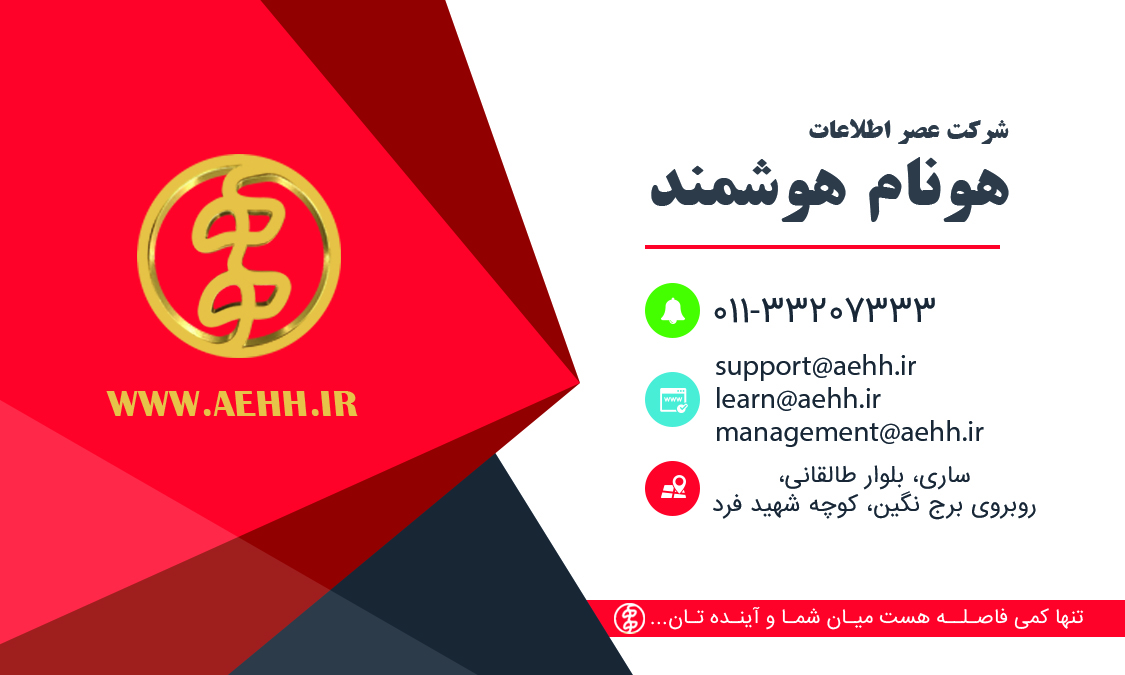 WWW.AEHH.IR
شرکت عصر اطلاعات
هونام هوشمند
۰۱۱-۳۳۲۰۷۳۳۳
support@aehh.ir
learn@aehh.ir
management@aehh.ir
ساری، بلوار طالقانی،
روبروی برج نگین، کوچه شهید فرد
تنها کمی فاصـلــه هست میـان شمـا و آینـده تـان...